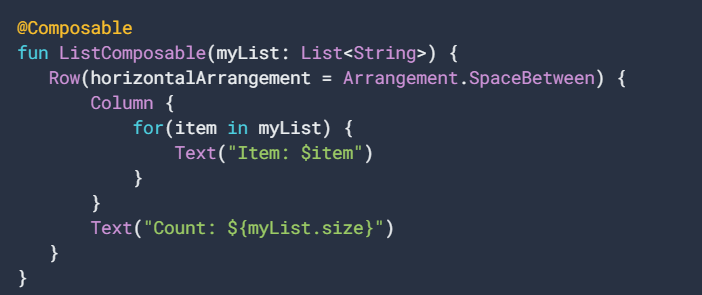 @Composable
fun ListComposable(myList: List<String>) {
   Row(horizontalArrangement = Arrangement.SpaceBetween) {
       Column {
           for(item in myList) {
               Text("Item: $item")
           }
       }
       Text("Count: ${myList.size}")
   }
}